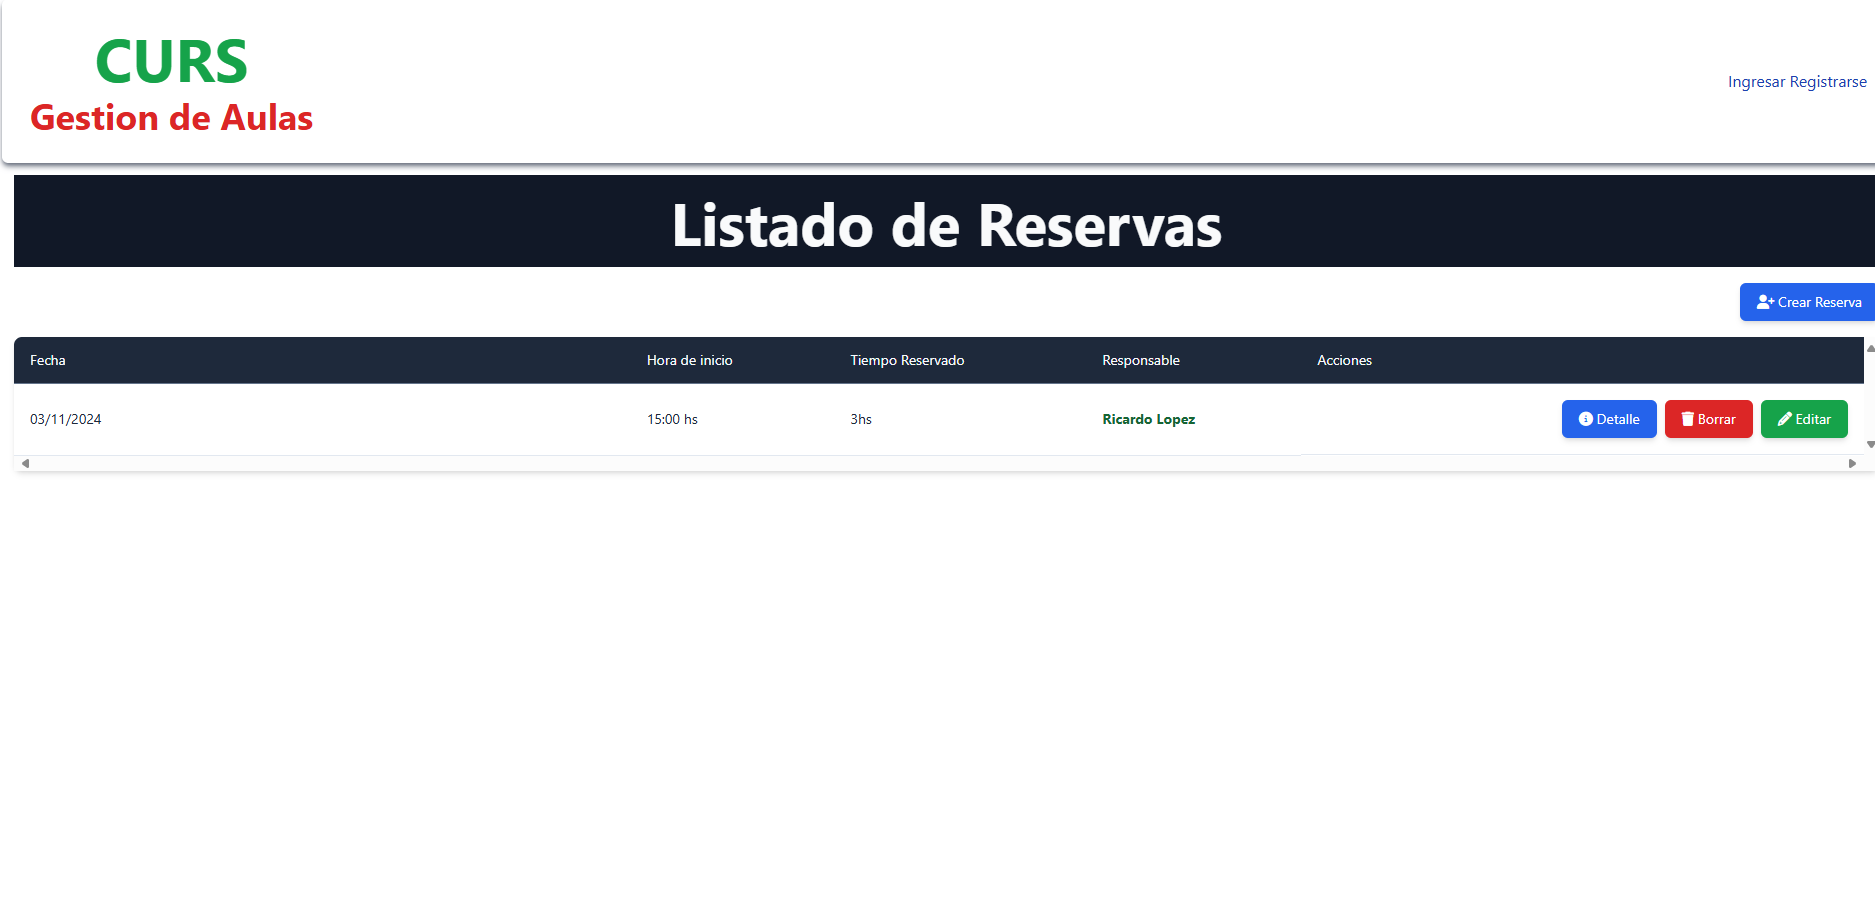 CURS
Gestion de Aulas
Ingresar Registrarse
Listado de Reservas
Crear Reserva
Fecha Hora de inicio Tiempo Reservado Responsable Acciones
03/11/2024 15:00 hs 3hs Ricardo Lopez Detalle Borrar Editar